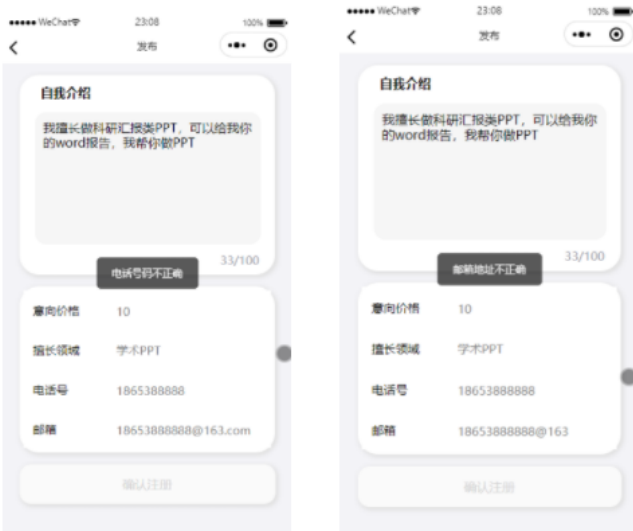 WeChat 23:08 100%
发布
自我介绍
我擅长做科研汇报类PPT，可以给我你
的word报告，我帮你做PPT
33/100
电话号码不正确
意向价格 10
擅长领域 学术PPT
电话号 1865388888
邮箱 18653888888@163.com
确认注册
WeChat 23:08 100%
发布
自我介绍
我擅长做科研汇报类PPT，可以给我你
的word报告，我帮你做PPT
33/100
邮箱地址不正确
意向价格 10
擅长领域 学术PPT
电话号 18653888888
邮箱 18653888888@163
确认注册